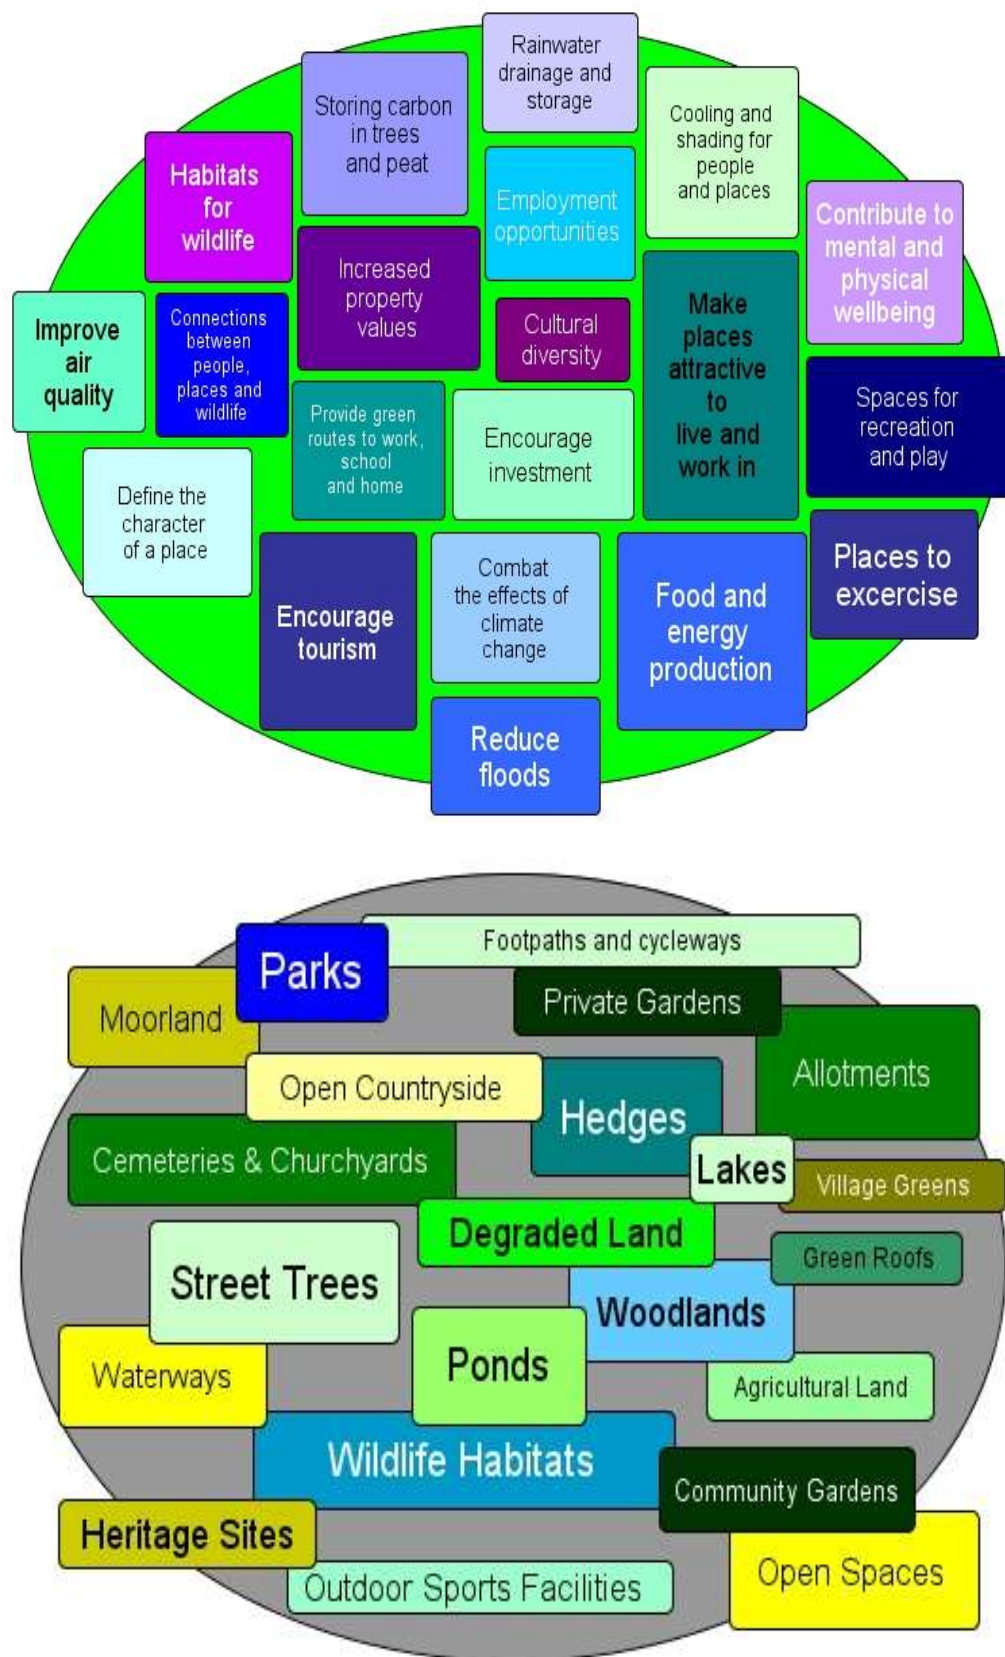 Rainwater
drainage and
storage
Storing carbon
in trees
and peat
Cooling and
shading for
people
and places
Habitats
for
wildlife
Employment
opportunities
Contribute to
mental and
physical
wellbeing
Increased
property
values
Make
places
attractive
to
live and
work in
Improve
air
quality
Connections
between
people,
places and
wildlife
Cultural
diversity
Spaces for
recreation
and play
Provide green
routes to work,
school
and home
Encourage
investment
Define the
character
of a place
Places to
excercise
Encourage
tourism
Combat
the effects of
climate
change
Food and
energy
production
Reduce
floods
Footpaths and cycleways
Parks
Private Gardens
Moorland
Allotments
Open Countryside
Hedges
Cemeteries & Churchyards
Lakes
Village Greens
Degraded Land
Green Roofs
Street Trees
Woodlands
Ponds
Waterways
Agricultural Land
Wildlife Habitats
Community Gardens
Heritage Sites
Open Spaces
Outdoor Sports Facilities